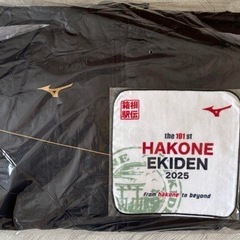 箱根
駅伝
the 101st
HAKONE
EKIDEN
2025
from hakone to beyond